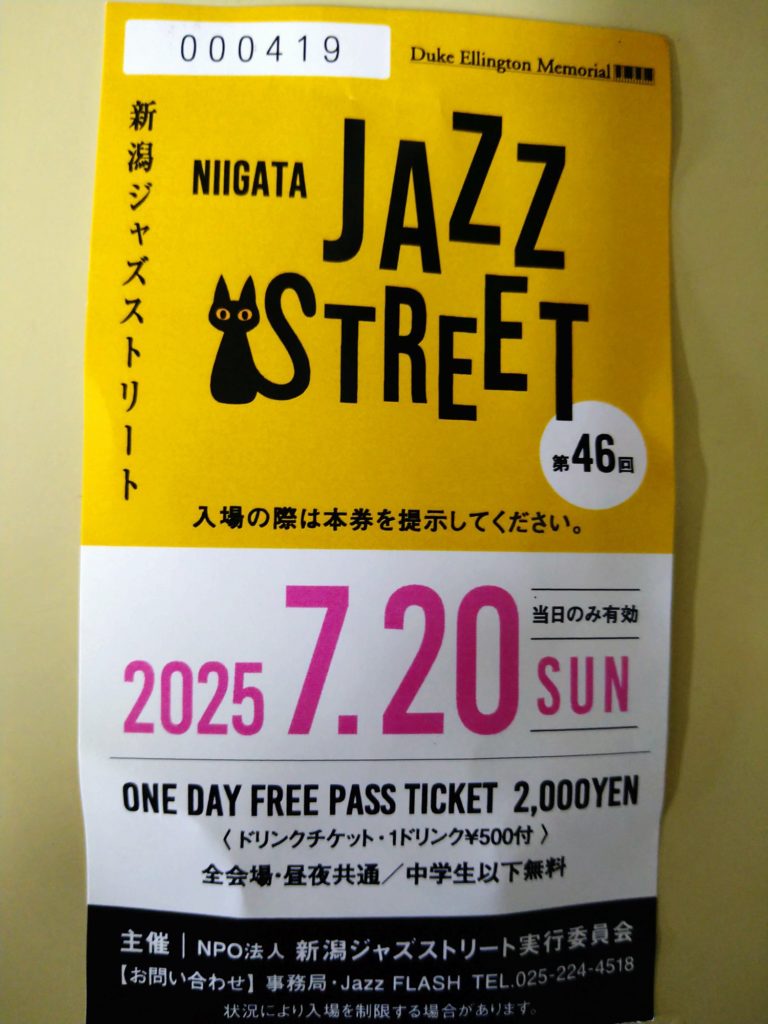 000419
Duke Ellington Memorial
新潟ジャズストリート
NIIGATA
JAZZ
STREET
第46回
入場の際は本券を提示してください。
2025 7.20 SUN
当日のみ有効
ONE DAY FREE PASS TICKET 2,000YEN
〈 ドリンクチケット・1ドリンク¥500付 〉
全会場・昼夜共通／中学生以下無料
主催｜NPO法人 新潟ジャズストリート実行委員会
【お問い合わせ】事務局・Jazz FLASH TEL.025-224-4518
状況により入場を制限する場合があります。